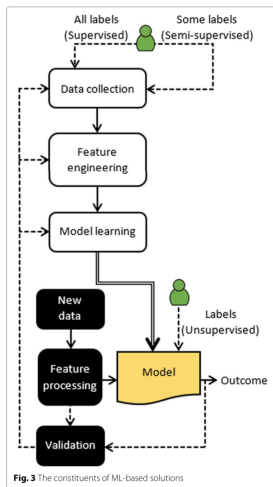 All labels
(Supervised)
Some labels
(Semi-supervised)
Data collection
Feature
engineering
Model learning
New
data
Labels
(Unsupervised)
Feature
processing
Model
Outcome
Validation
Fig. 3 The constituents of ML-based solutions